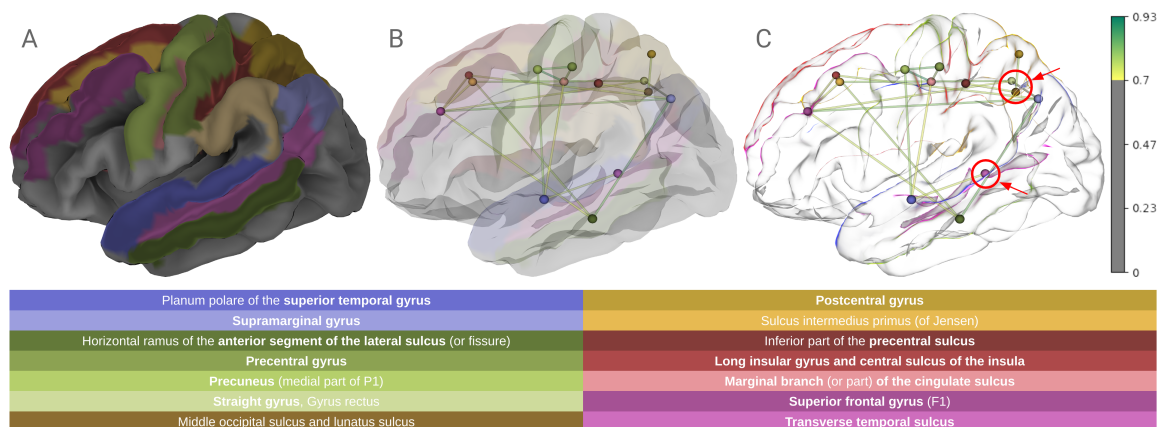 A
B
C
0.93
0.7
0.47
0.23
0
Planum polare of the superior temporal gyrus
Postcentral gyrus
Supramarginal gyrus
Sulcus intermedius primus (of Jensen)
Horizontal ramus of the anterior segment of the lateral sulcus (or fissure)
Inferior part of the precentral sulcus
Precentral gyrus
Long insular gyrus and central sulcus of the insula
Precuneus (medial part of P1)
Marginal branch (or part) of the cingulate sulcus
Straight gyrus, Gyrus rectus
Superior frontal gyrus (F1)
Middle occipital sulcus and lunatus sulcus
Transverse temporal sulcus